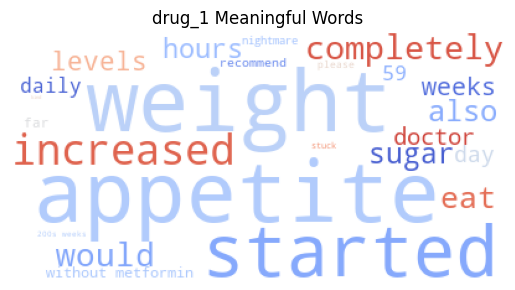 drug_1 Meaningful Words
hours
nightmare
completely
levels
recommend
please
59
daily
weight
weeks
also
far
increased
stuck
doctor
sugar
day
appetite
eat
200s weeks
started
would
without metformin